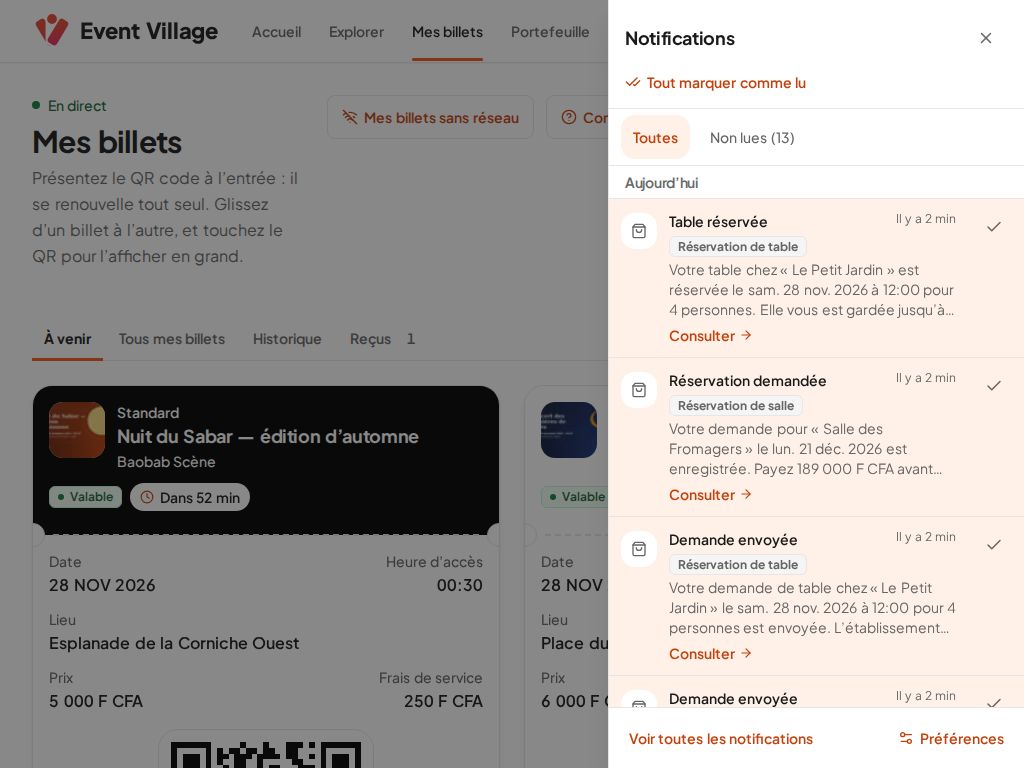 Event Village
Accueil
Explorer
Mes billets
Portefeuille
En direct
Mes billets
Présentez le QR code à l'entrée : il
se renouvelle tout seul. Glissez
d'un billet à l'autre, et touchez le
QR pour l'afficher en grand.
Mes billets sans réseau
À venir
Tous mes billets
Historique
Reçus 1
Standard
Nuit du Sabar — édition d'automne
Baobab Scène
Valable
Dans 52 min
Date
Heure d'accès
28 NOV 2026
00:30
Lieu
Esplanade de la Corniche Ouest
Prix
Frais de service
5 000 F CFA
250 F CFA
Valable
Date
28 NOV
Lieu
Place du
Prix
6 000 F
Notifications
Tout marquer comme lu
Toutes
Non lues (13)
Aujourd'hui
Table réservée
Il y a 2 min
Réservation de table
Votre table chez « Le Petit Jardin » est
réservée le sam. 28 nov. 2026 à 12:00 pour
4 personnes. Elle vous est gardée jusqu'à…
Consulter →
Réservation demandée
Il y a 2 min
Réservation de salle
Votre demande pour « Salle des
Fromagers » le lun. 21 déc. 2026 est
enregistrée. Payez 189 000 F CFA avant…
Consulter →
Demande envoyée
Il y a 2 min
Réservation de table
Votre demande de table chez « Le Petit
Jardin » le sam. 28 nov. 2026 à 12:00 pour 4
personnes est envoyée. L'établissement…
Consulter →
Demande envoyée
Il y a 2 min
Voir toutes les notifications
Préférences